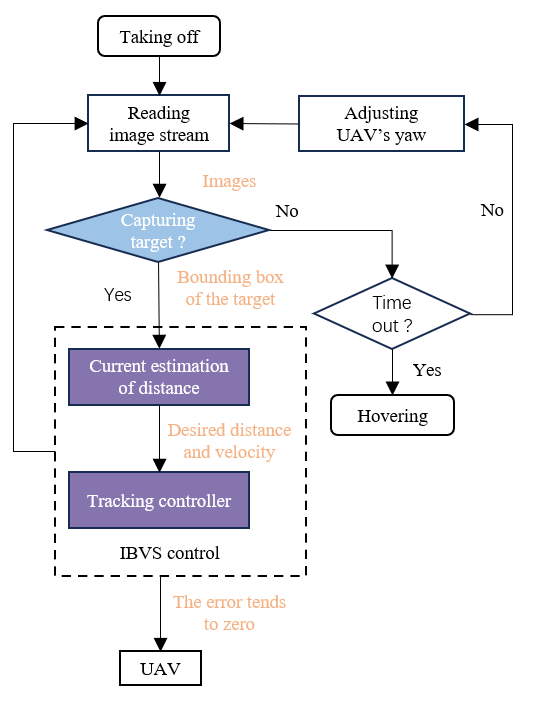 Taking off
Reading
image stream
Adjusting
UAV's yaw
Images
Capturing
target ?
No
No
Bounding box
of the target
Yes
Time
out ?
Current estimation
of distance
Yes
Hovering
Desired distance
and velocity
Tracking controller
IBVS control
The error tends
to zero
UAV